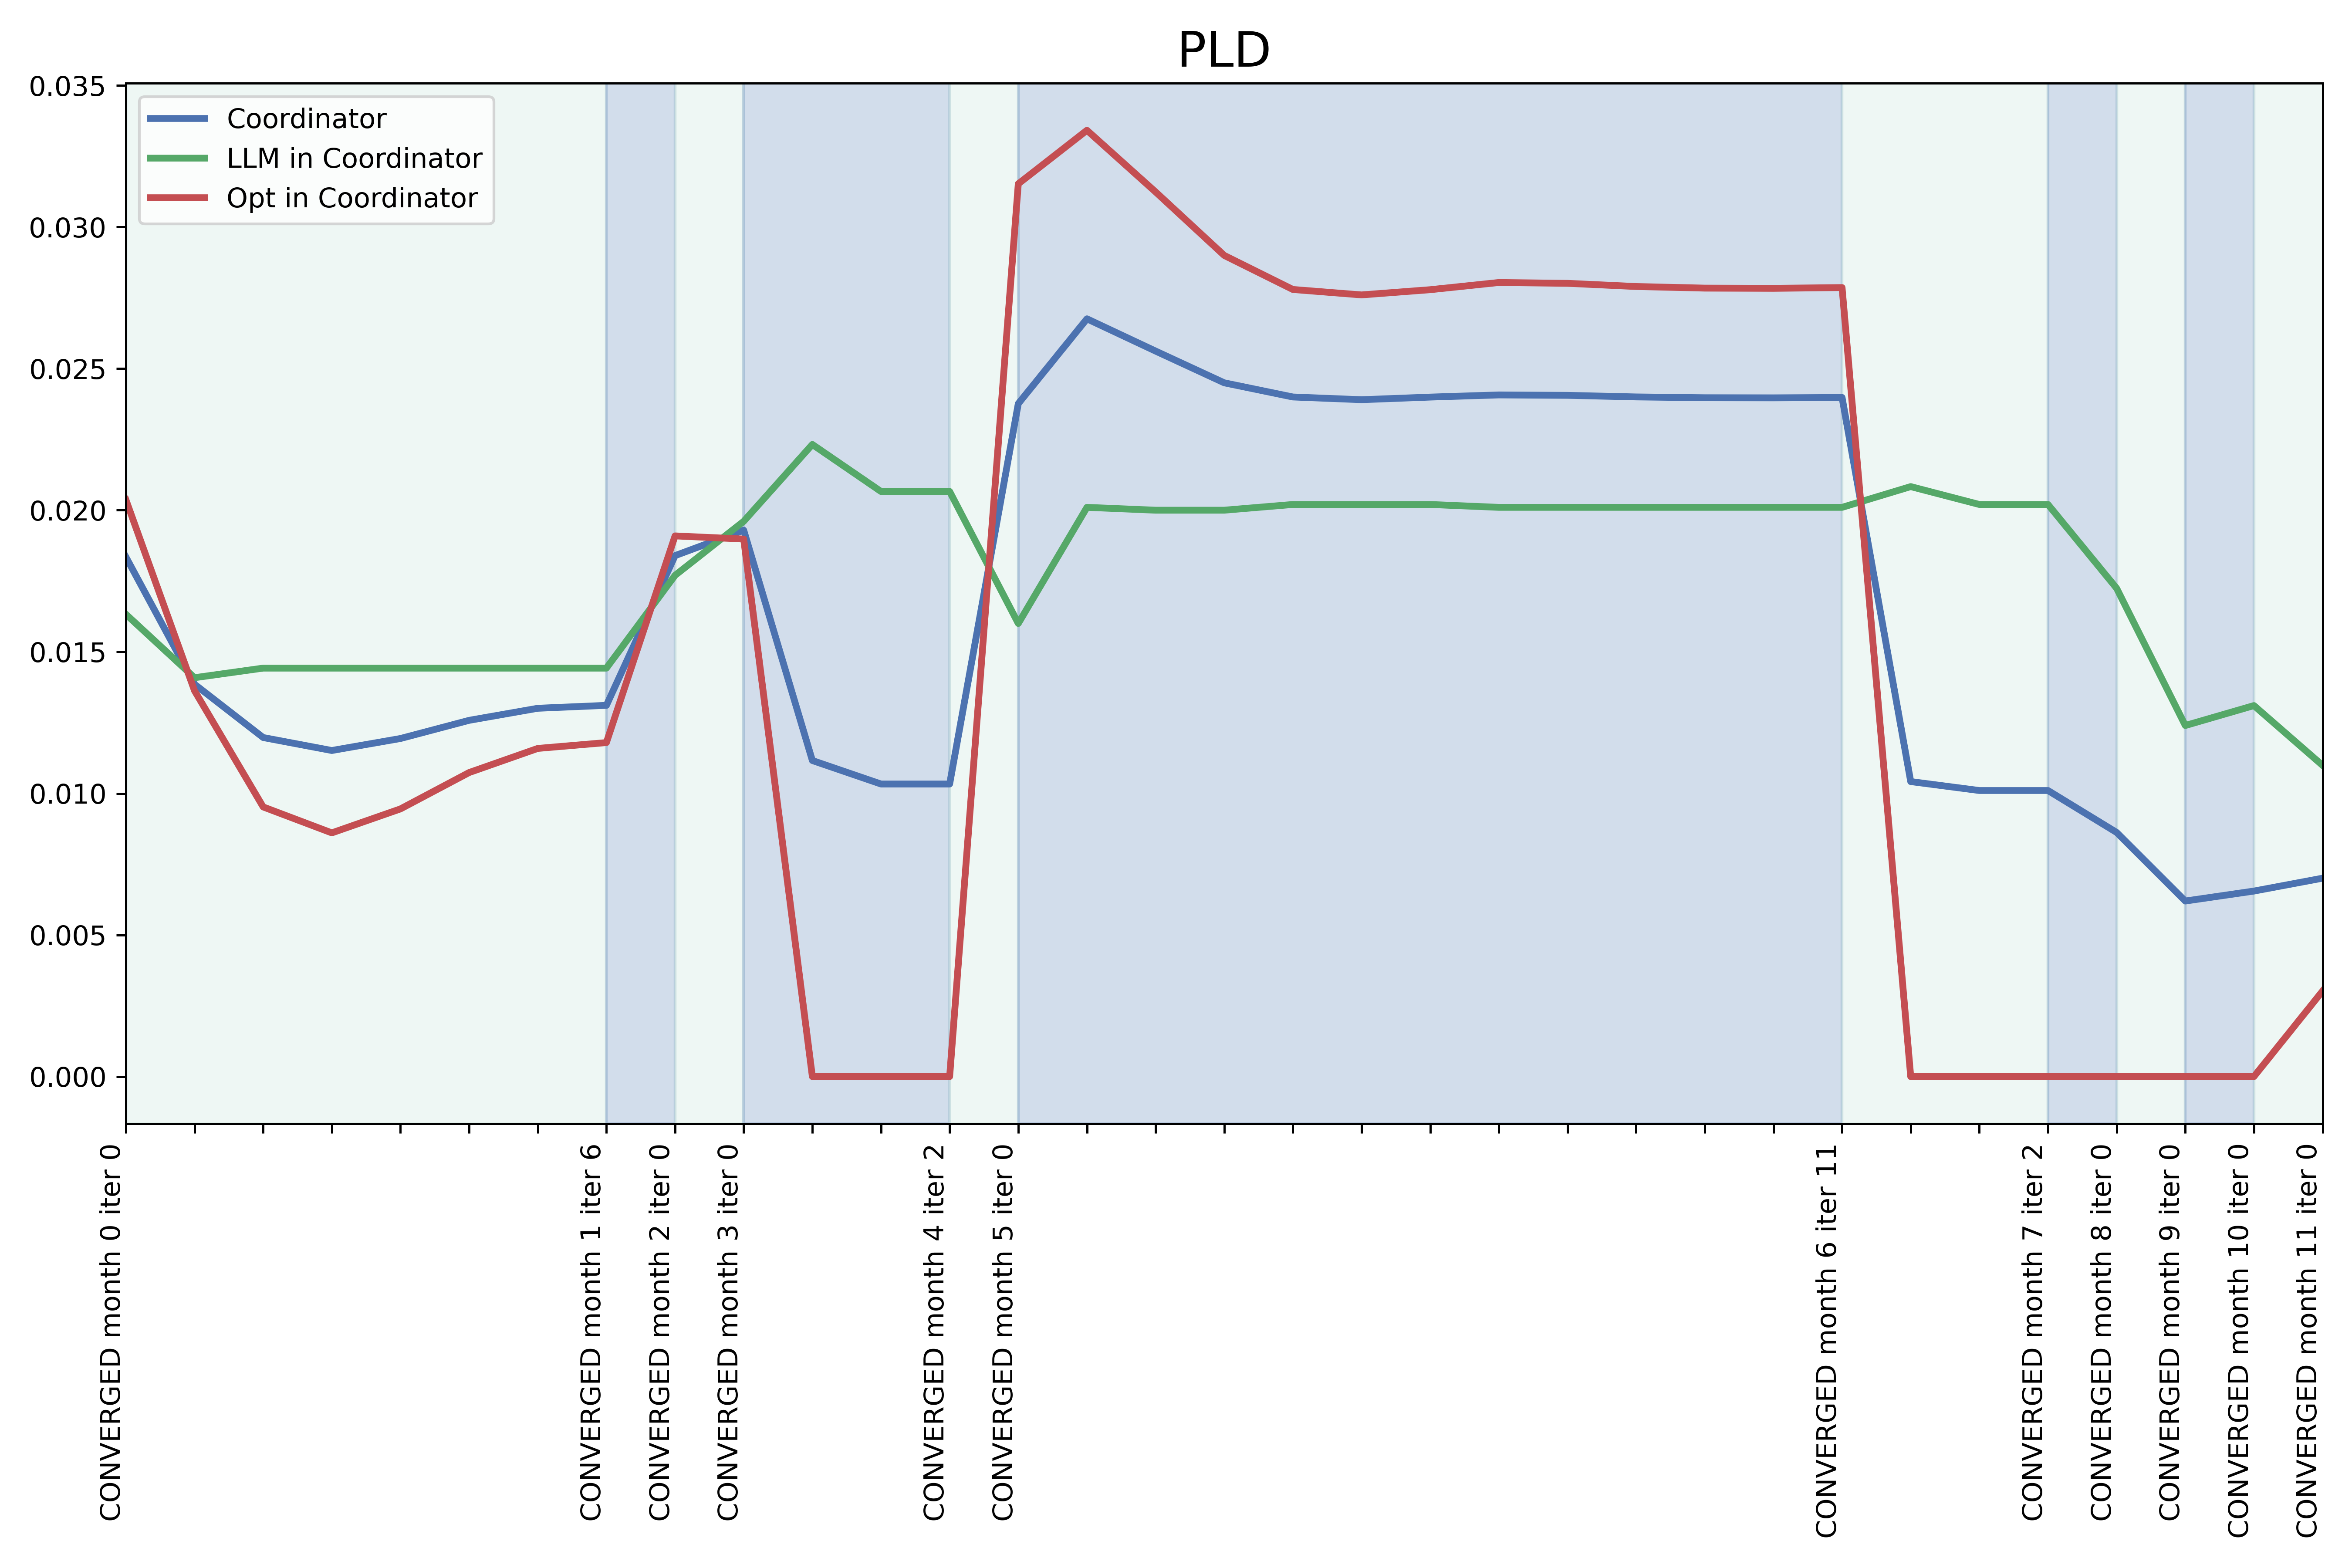 PLD
0.035
0.030
0.025
0.020
0.015
0.010
0.005
0.000
Coordinator
LLM in Coordinator
Opt in Coordinator
CONVERGED month 0 iter 0
CONVERGED month 1 iter 6
CONVERGED month 2 iter 0
CONVERGED month 3 iter 0
CONVERGED month 4 iter 2
CONVERGED month 5 iter 0
CONVERGED month 6 iter 11
CONVERGED month 7 iter 2
CONVERGED month 8 iter 0
CONVERGED month 9 iter 0
CONVERGED month 10 iter 0
CONVERGED month 11 iter 0